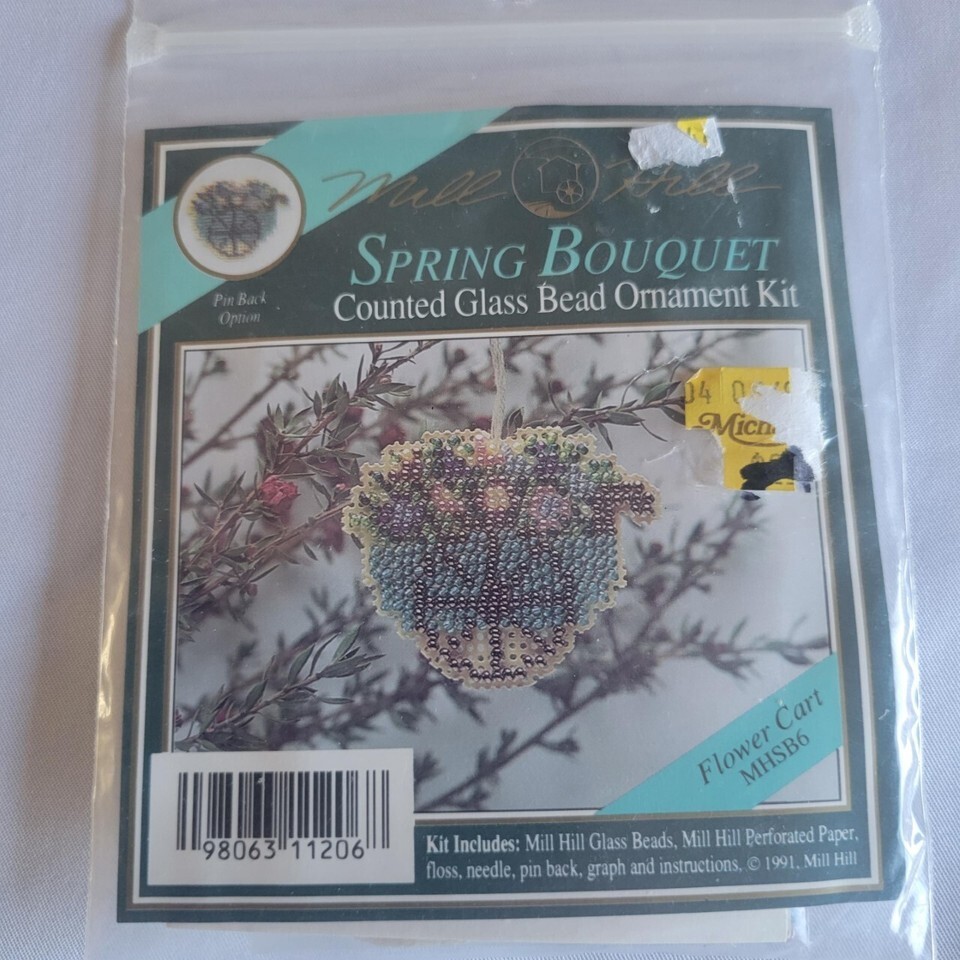 Mill Hill
SPRING BOUQUET
Counted Glass Bead Ornament Kit
Pin Back
Option
04
Flower Cart
MHSB6
98063 11206
Kit Includes: Mill Hill Glass Beads, Mill Hill Perforated Paper,
floss, needle, pin back, graph and instructions. © 1991, Mill Hill